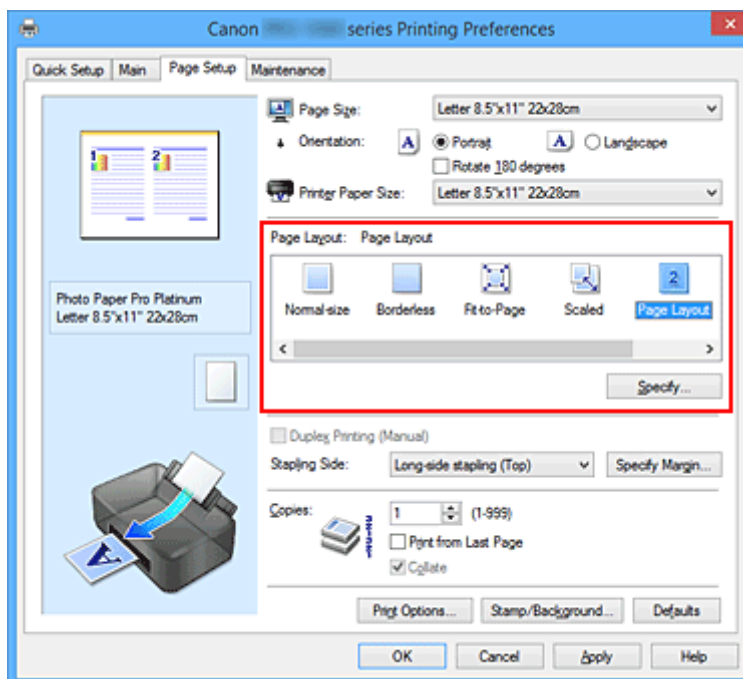 Canon series Printing Preferences
Quick Setup Main Page Setup Maintenance
1 2
Photo Paper Pro Platinum
Letter 8.5"x11" 22x28cm
Page Size: Letter 8.5"x11" 22x28cm
Orientation: A Portrait A Landscape
Rotate 180 degrees
Printer Paper Size: Letter 8.5"x11" 22x28cm
Page Layout: Page Layout
2
Normal-size Borderless Fit-to-Page Scaled Page Layout
Specify...
Duplex Printing (Manual)
Stapling Side: Long-side stapling (Top) Specify Margin...
Copies: 1 (1-999)
Print from Last Page
Collate
A
Print Options... Stamp/Background... Defaults
OK Cancel Apply Help